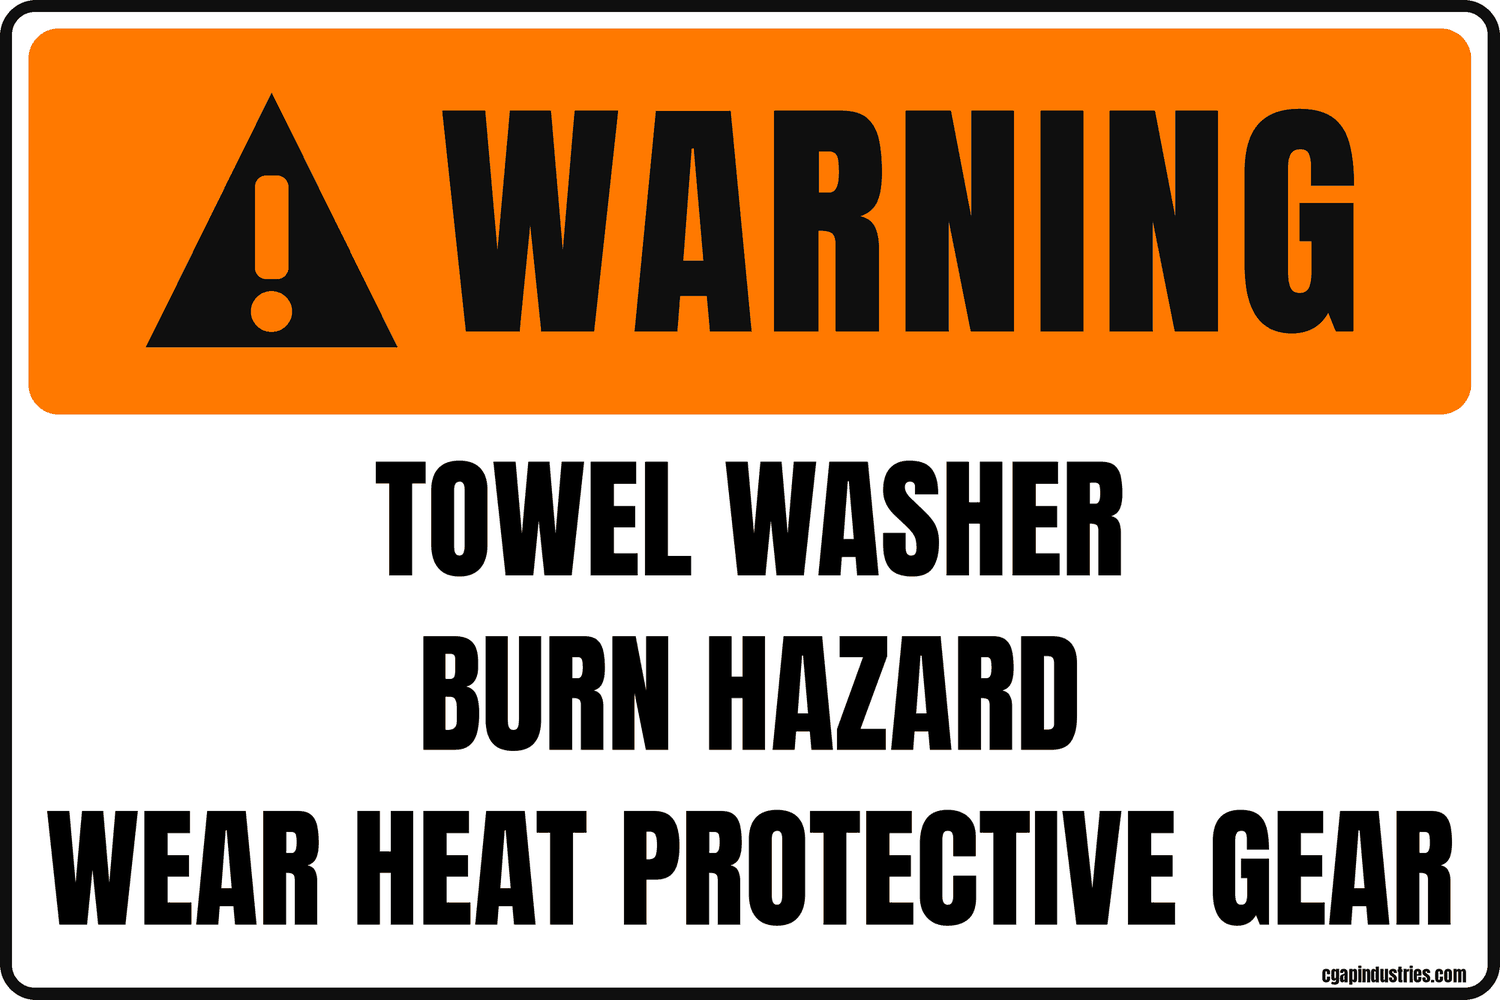 WARNING
TOWEL WASHER
BURN HAZARD
WEAR HEAT PROTECTIVE GEAR
cgapindustries.com